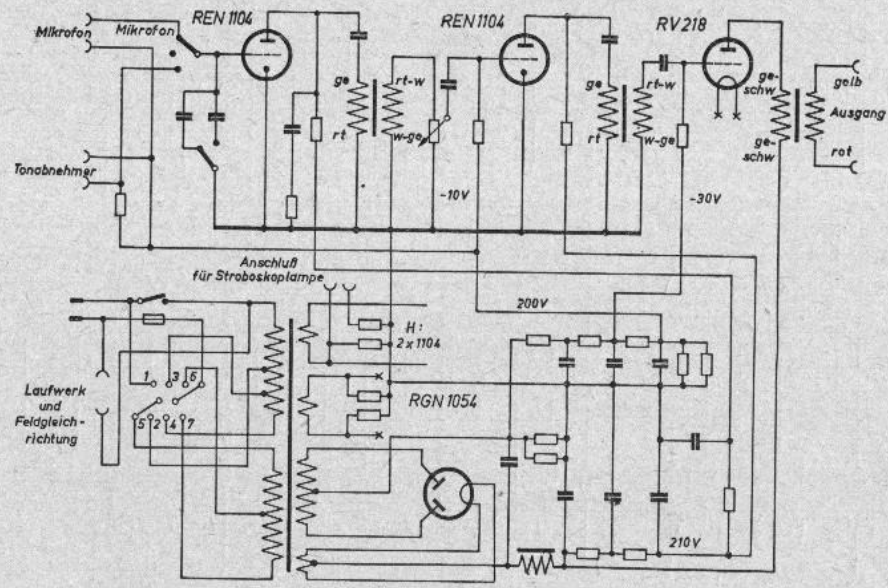 REN 1104
REN 1104
RV 218
Mikrofon
Mikrofon
ge
rt-w
rt
w-ge
ge
rt-w
rt
w-ge
ge-
schw
ge-
schw
gelb
Ausgang
rot
Tonabnehmer
-10V
-30V
Anschluß
für Stroboskoplampe
200V
H:
2x1104
1
3
6
Laufwerk
und
Feldgleich-
richtung
5
2
4
7
RGN 1054
210V